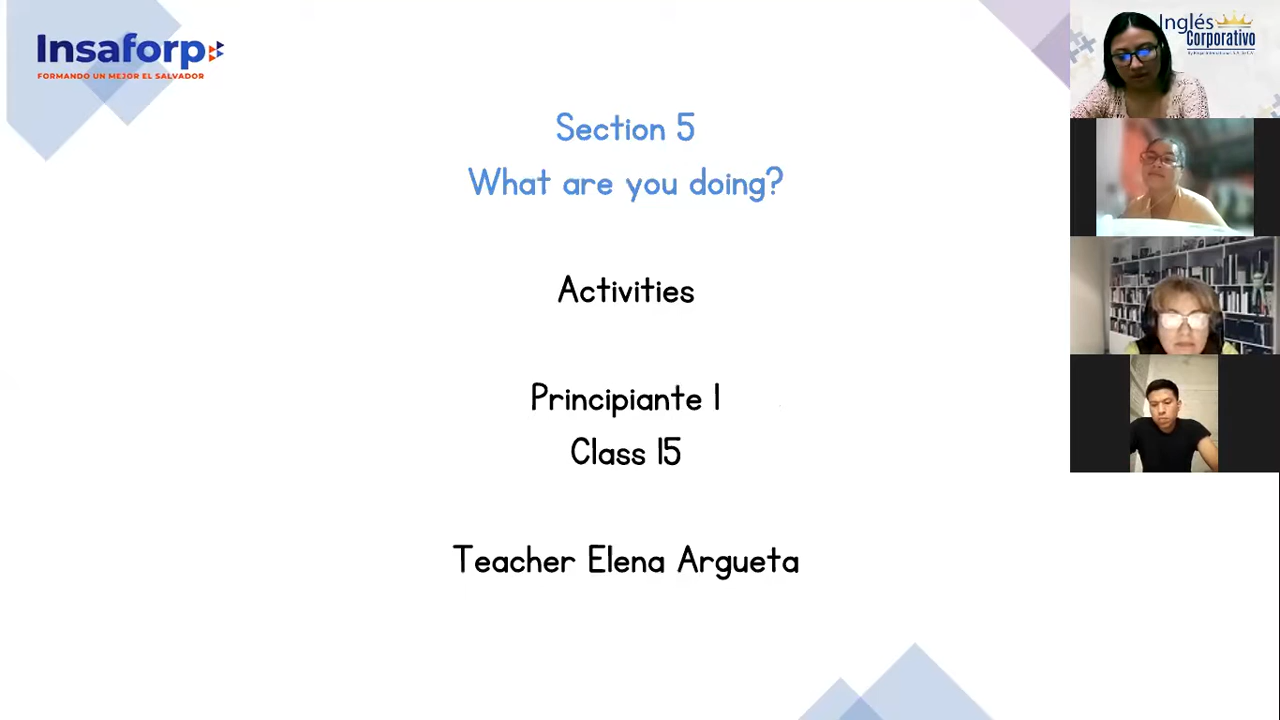 Insaforp
FORMANDO UN MEJOR EL SALVADOR
Inglés
Corporativo
Section 5
What are you doing?
Activities
Principiante 1
Class 15
Teacher Elena Argueta